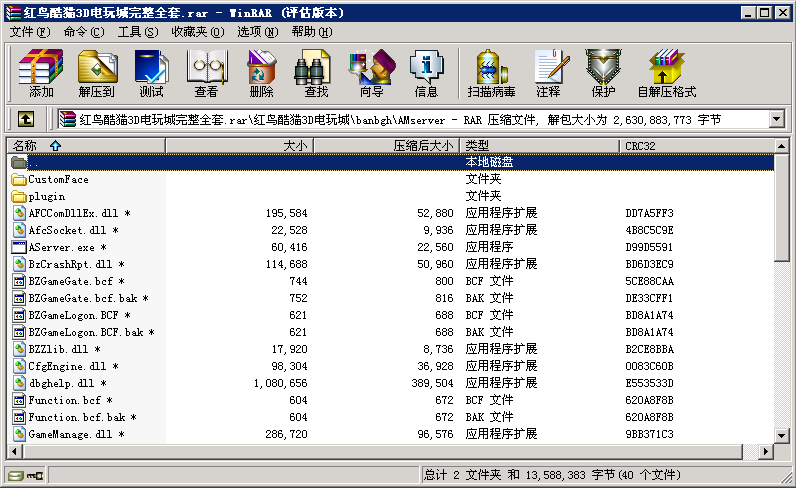 红鸟酷猫3D电玩城完整全套.rar - WinRAR (评估版本)
文件(F) 命令(C) 工具(S) 收藏夹(O) 选项(N) 帮助(H)
添加 解压到 测试 查看 删除 查找 向导 信息 扫描病毒 注释 保护 自解压格式
红鸟酷猫3D电玩城完整全套.rar\红鸟酷猫3D电玩城\banbgh\AMserver - RAR 压缩文件, 解包大小为 2,630,883,773 字节
名称 大小 压缩后大小 类型 CRC32
.. 本地磁盘
CustomFace 文件夹
plugin 文件夹
AFCComDllEx.dll * 195,584 52,880 应用程序扩展 DD7A5FF3
AfcSocket.dll * 22,528 9,936 应用程序扩展 4B8C5C9E
AServer.exe * 60,416 22,560 应用程序 D99D5591
BzCrashRpt.dll * 114,688 50,960 应用程序扩展 BD6D3EC9
BZGameGate.bcf * 744 800 BCF 文件 5CE88CAA
BZGameGate.bcf.bak * 752 816 BAK 文件 DE33CFF1
BZGameLogon.BCF * 621 688 BCF 文件 BD8A1A74
BZGameLogon.BCF.bak * 621 688 BAK 文件 BD8A1A74
BZZlib.dll * 17,920 8,736 应用程序扩展 B2CE8BBA
CfgEngine.dll * 98,304 36,928 应用程序扩展 0083C60B
dbghelp.dll * 1,080,656 389,504 应用程序扩展 E553533D
Function.bcf * 604 672 BCF 文件 620A8F8B
Function.bcf.bak * 604 672 BAK 文件 620A8F8B
GameManage.dll * 286,720 96,576 应用程序扩展 9BB371C3
总计 2 文件夹 和 13,588,383 字节(40 个文件)